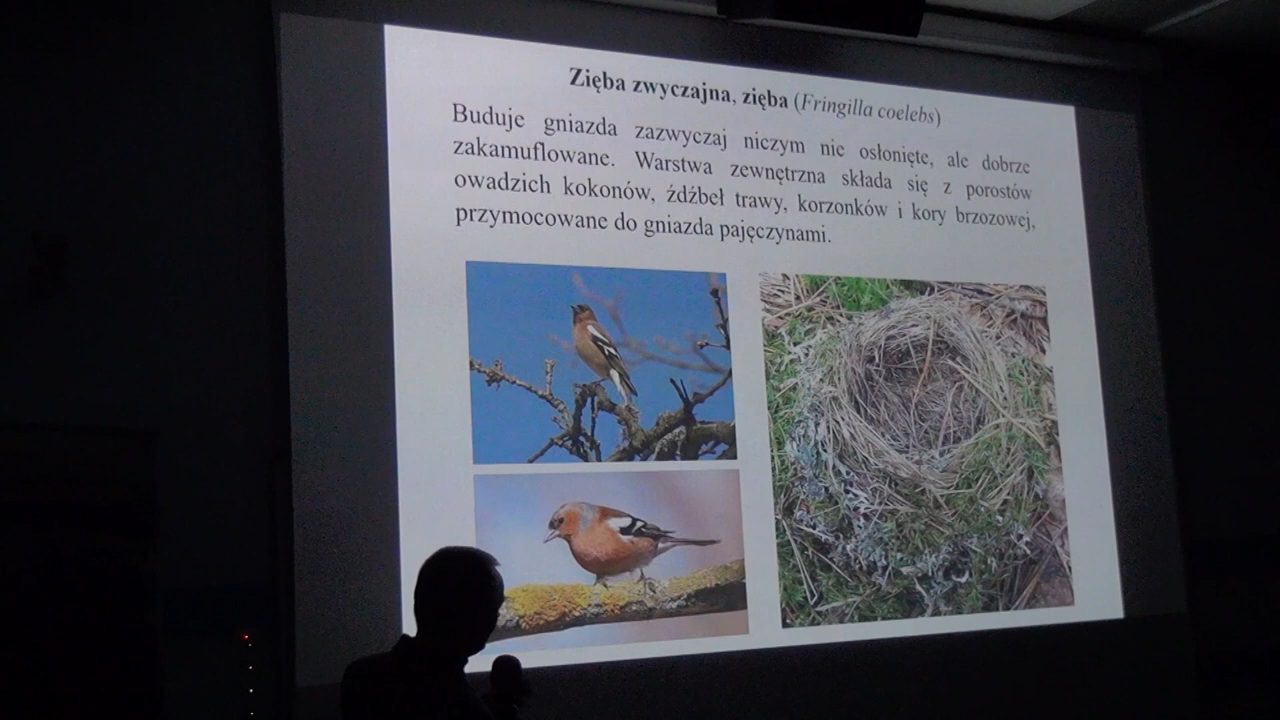 Zięba zwyczajna, zięba (Fringilla coelebs)
Buduje gniazda zazwyczaj niczym nie osłonięte, ale dobrze
zakamuflowane. Warstwa zewnętrzna składa się z porostów
owadzich kokonów, źdźbeł trawy, korzonków i kory brzozowej,
przymocowane do gniazda pajęczynami.